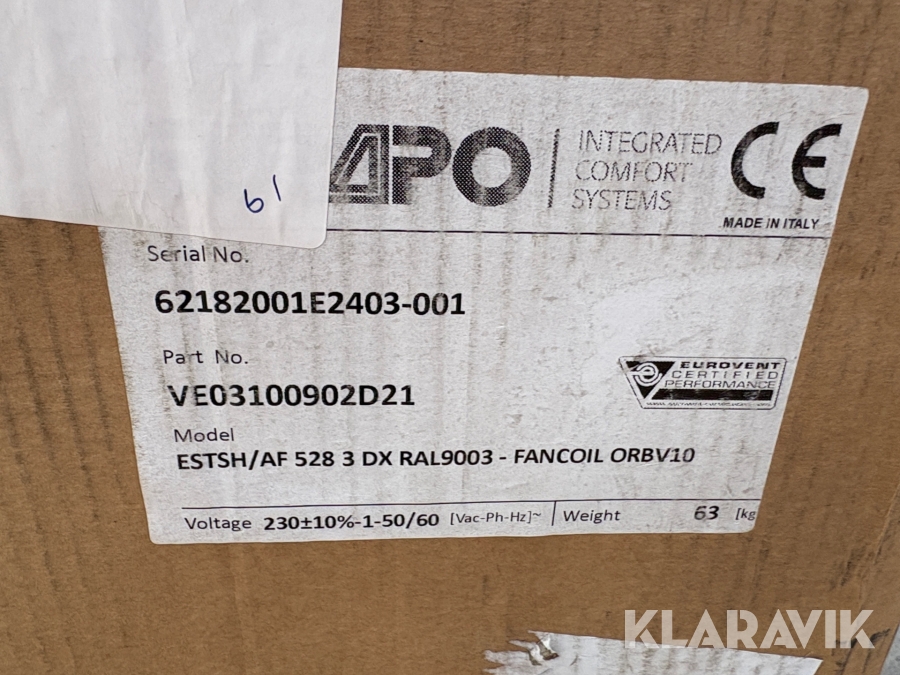 61
APO
INTEGRATED
COMFORT
SYSTEMS
CE
MADE IN ITALY
Serial No.
62182001E2403-001
Part No.
VE03100902D21
EUROVENT
CERTIFIED
PERFORMANCE
Model
ESTSH/AF 528 3 DX RAL9003 - FANCOIL ORBV10
Voltage 230±10%-1-50/60 [Vac-Ph-Hz]~ Weight 63 [kg
KLARAVIK